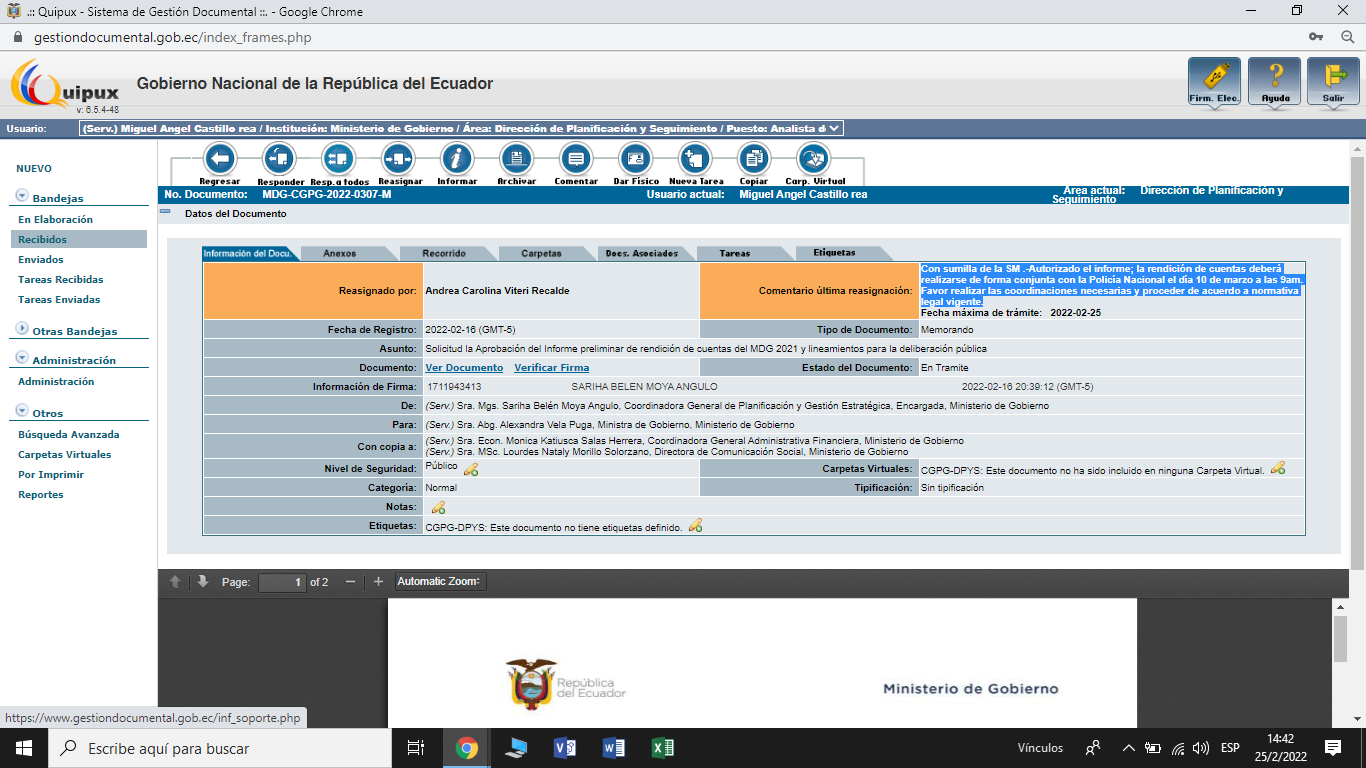 .:: Quipux - Sistema de Gestión Documental ::. - Google Chrome
gestiondocumental.gob.ec/index_frames.php
Quipux
v: 6.5.4-48
Gobierno Nacional de la República del Ecuador
Firm. Elec. Ayuda Salir
Usuario: (Serv.) Miguel Angel Castillo rea / Institución: Ministerio de Gobierno / Área: Dirección de Planificación y Seguimiento / Puesto: Analista d
NUEVO
Bandejas
En Elaboración
Recibidos
Enviados
Tareas Recibidas
Tareas Enviadas
Otras Bandejas
Administración
Administración
Otros
Búsqueda Avanzada
Carpetas Virtuales
Por Imprimir
Reportes
Regresar Responder Resp.a todos Reasignar Informar Archivar Comentar Dar Físico Nueva Tarea Copiar Carp. Virtual
No. Documento: MDG-CGPG-2022-0307-M Usuario actual: Miguel Angel Castillo rea Área actual: Dirección de Planificación y
Seguimiento
Datos del Documento
Información del Docu. Anexos Recorrido Carpetas Docs. Asociados Tareas Etiquetas
Reasignado por: Andrea Carolina Viteri Recalde Comentario última reasignación:
Con sumilla de la SM .-Autorizado el informe; la rendición de cuentas deberá
realizarse de forma conjunta con la Policia Nacional el día 10 de marzo a las 9am.
Favor realizar las coordinaciones necesarias y proceder de acuerdo a normativa
legal vigente.
Fecha máxima de trámite: 2022-02-25
Fecha de Registro: 2022-02-16 (GMT-5) Tipo de Documento: Memorando
Asunto: Solicitud la Aprobación del Informe preliminar de rendición de cuentas del MDG 2021 y lineamientos para la deliberación pública
Documento: Ver Documento Verificar Firma Estado del Documento: En Tramite
Información de Firma: 1711943413 SARIHA BELEN MOYA ANGULO 2022-02-16 20:39:12 (GMT-5)
De: (Serv.) Sra. Mgs. Sariha Belén Moya Angulo, Coordinadora General de Planificación y Gestión Estratégica, Encargada, Ministerio de Gobierno
Para: (Serv.) Sra. Abg. Alexandra Vela Puga, Ministra de Gobierno, Ministerio de Gobierno
Con copia a: (Serv.) Sra. Econ. Monica Katiusca Salas Herrera, Coordinadora General Administrativa Financiera, Ministerio de Gobierno
(Serv.) Sra. MSc. Lourdes Nataly Morillo Solorzano, Directora de Comunicación Social, Ministerio de Gobierno
Nivel de Seguridad: Público Carpetas Virtuales: CGPG-DPYS: Este documento no ha sido incluido en ninguna Carpeta Virtual.
Categoría: Normal Tipificación: Sin tipificación
Notas:
Etiquetas: CGPG-DPYS: Este documento no tiene etiquetas definido.
Page: 1 of 2 Automatic Zoom
República
del Ecuador
Ministerio de Gobierno
https://www.gestiondocumental.gob.ec/inf_soporte.php
Escribe aquí para buscar
Vínculos ESP 14:42
25/2/2022